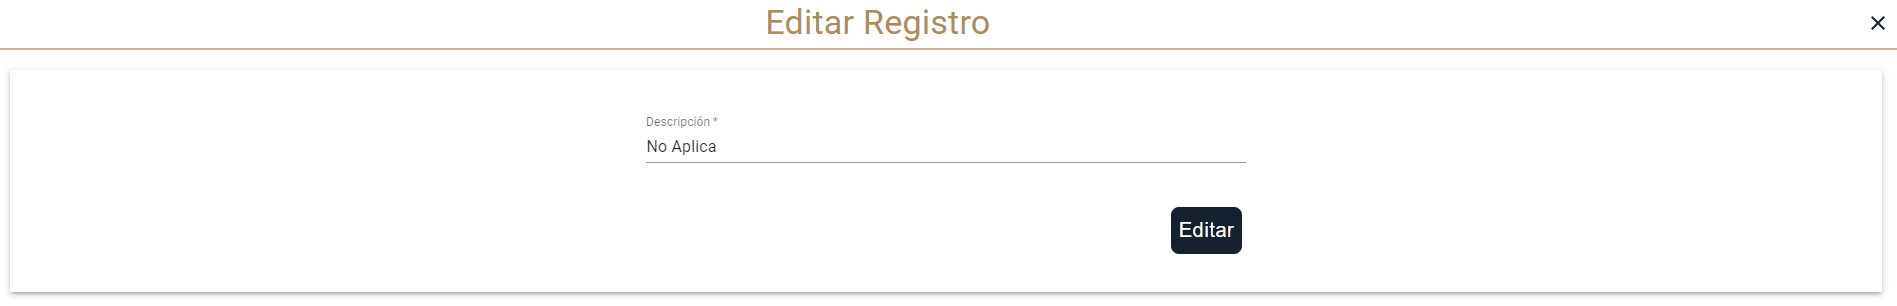 Editar Registro
Descripción *
No Aplica
Editar